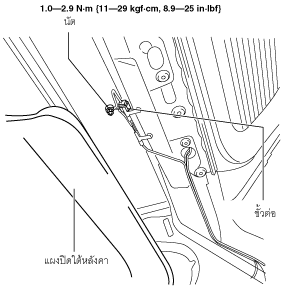 1.0—2.9 N·m {11—29 kgf·cm, 8.9—25 in·lbf}
นัต
ขั้วต่อ
แผงปิดใต้หลังคา